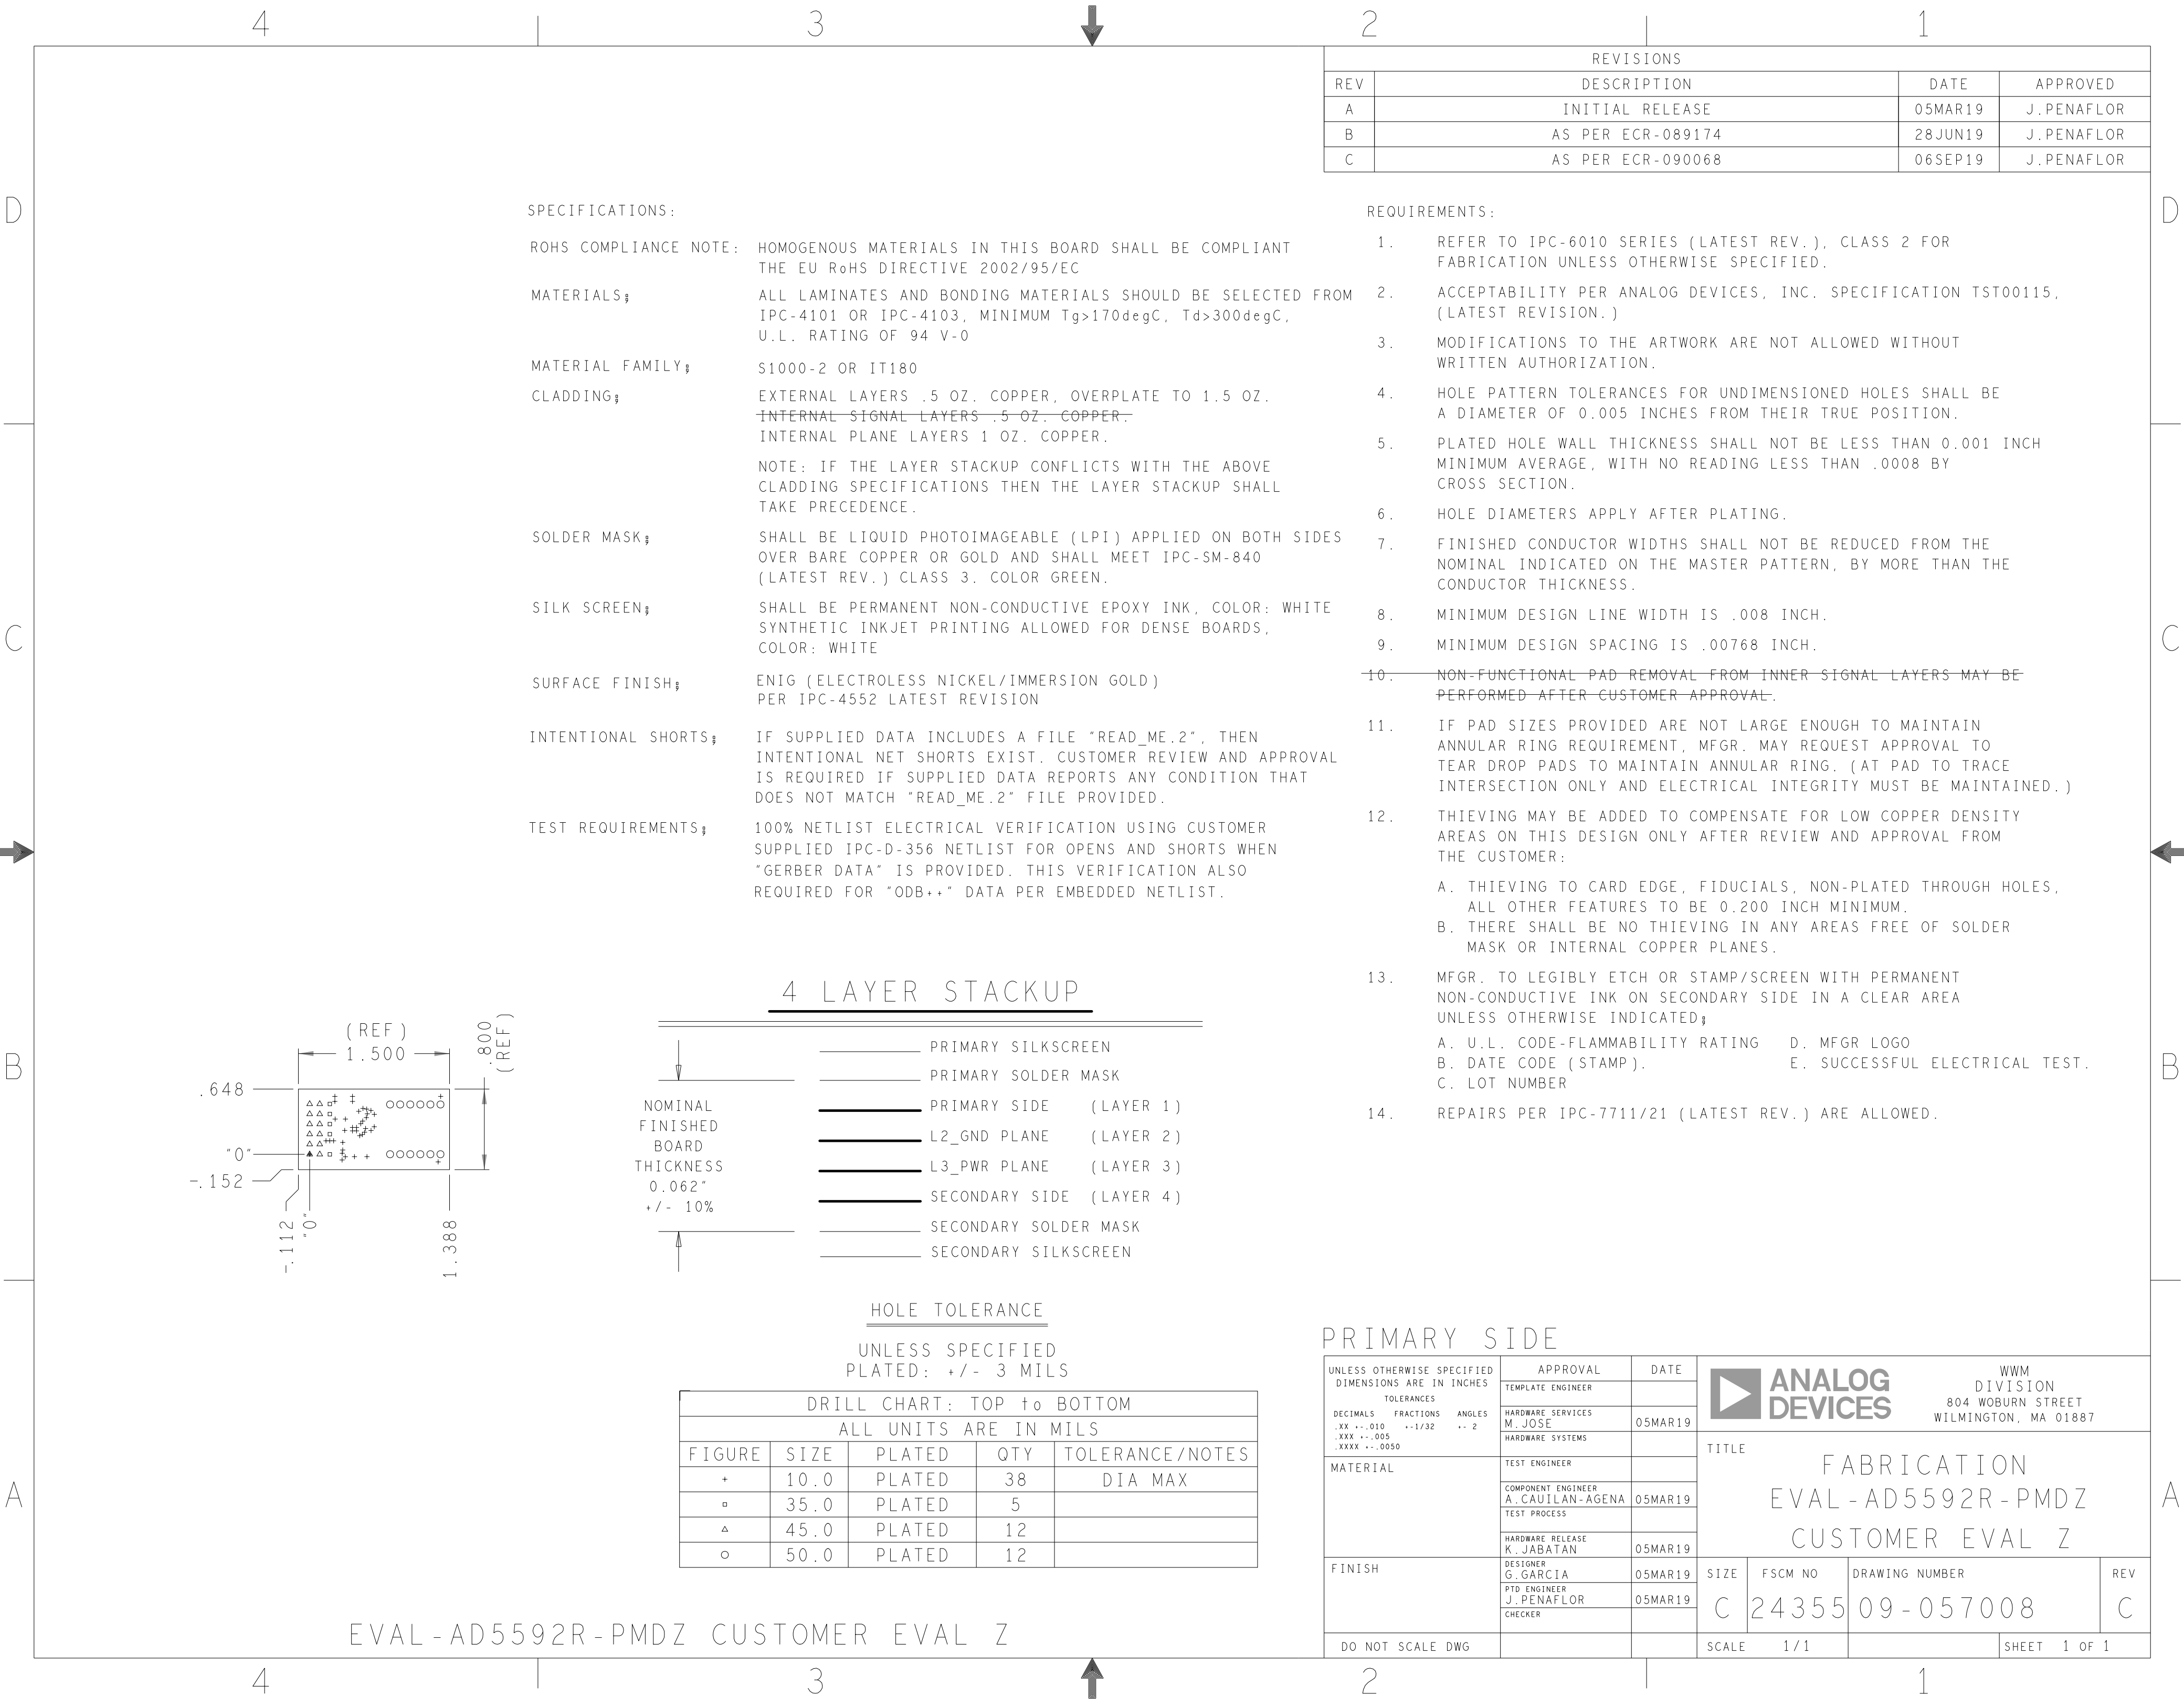 4 3 2 1
REVISIONS
REV DESCRIPTION DATE APPROVED
A INITIAL RELEASE 05MAR19 J.PENAFLOR
B AS PER ECR-089174 28JUN19 J.PENAFLOR
C AS PER ECR-090068 06SEP19 J.PENAFLOR
D D
SPECIFICATIONS:
ROHS COMPLIANCE NOTE: HOMOGENOUS MATERIALS IN THIS BOARD SHALL BE COMPLIANT
THE EU RoHS DIRECTIVE 2002/95/EC
MATERIALS; ALL LAMINATES AND BONDING MATERIALS SHOULD BE SELECTED FROM
IPC-4101 OR IPC-4103, MINIMUM Tg>170degC, Td>300degC,
U.L. RATING OF 94 V-0
MATERIAL FAMILY; S1000-2 OR IT180
CLADDING; EXTERNAL LAYERS .5 OZ. COPPER, OVERPLATE TO 1.5 OZ.
INTERNAL SIGNAL LAYERS .5 OZ. COPPER.
INTERNAL PLANE LAYERS 1 OZ. COPPER.
NOTE: IF THE LAYER STACKUP CONFLICTS WITH THE ABOVE
CLADDING SPECIFICATIONS THEN THE LAYER STACKUP SHALL
TAKE PRECEDENCE.
SOLDER MASK; SHALL BE LIQUID PHOTOIMAGEABLE (LPI) APPLIED ON BOTH SIDES
OVER BARE COPPER OR GOLD AND SHALL MEET IPC-SM-840
(LATEST REV.) CLASS 3. COLOR GREEN.
SILK SCREEN; SHALL BE PERMANENT NON-CONDUCTIVE EPOXY INK, COLOR: WHITE
SYNTHETIC INKJET PRINTING ALLOWED FOR DENSE BOARDS,
COLOR: WHITE
SURFACE FINISH; ENIG (ELECTROLESS NICKEL/IMMERSION GOLD)
PER IPC-4552 LATEST REVISION
INTENTIONAL SHORTS; IF SUPPLIED DATA INCLUDES A FILE "READ_ME.2", THEN
INTENTIONAL NET SHORTS EXIST. CUSTOMER REVIEW AND APPROVAL
IS REQUIRED IF SUPPLIED DATA REPORTS ANY CONDITION THAT
DOES NOT MATCH "READ_ME.2" FILE PROVIDED.
TEST REQUIREMENTS; 100% NETLIST ELECTRICAL VERIFICATION USING CUSTOMER
SUPPLIED IPC-D-356 NETLIST FOR OPENS AND SHORTS WHEN
"GERBER DATA" IS PROVIDED. THIS VERIFICATION ALSO
REQUIRED FOR "ODB++" DATA PER EMBEDDED NETLIST.
REQUIREMENTS:
1. REFER TO IPC-6010 SERIES (LATEST REV.), CLASS 2 FOR
FABRICATION UNLESS OTHERWISE SPECIFIED.
2. ACCEPTABILITY PER ANALOG DEVICES, INC. SPECIFICATION TST00115,
(LATEST REVISION.)
3. MODIFICATIONS TO THE ARTWORK ARE NOT ALLOWED WITHOUT
WRITTEN AUTHORIZATION.
4. HOLE PATTERN TOLERANCES FOR UNDIMENSIONED HOLES SHALL BE
A DIAMETER OF 0.005 INCHES FROM THEIR TRUE POSITION.
5. PLATED HOLE WALL THICKNESS SHALL NOT BE LESS THAN 0.001 INCH
MINIMUM AVERAGE, WITH NO READING LESS THAN .0008 BY
CROSS SECTION.
6. HOLE DIAMETERS APPLY AFTER PLATING.
7. FINISHED CONDUCTOR WIDTHS SHALL NOT BE REDUCED FROM THE
NOMINAL INDICATED ON THE MASTER PATTERN, BY MORE THAN THE
CONDUCTOR THICKNESS.
8. MINIMUM DESIGN LINE WIDTH IS .008 INCH.
9. MINIMUM DESIGN SPACING IS .00768 INCH.
10. NON-FUNCTIONAL PAD REMOVAL FROM INNER SIGNAL LAYERS MAY BE
PERFORMED AFTER CUSTOMER APPROVAL.
11. IF PAD SIZES PROVIDED ARE NOT LARGE ENOUGH TO MAINTAIN
ANNULAR RING REQUIREMENT, MFGR. MAY REQUEST APPROVAL TO
TEAR DROP PADS TO MAINTAIN ANNULAR RING. (AT PAD TO TRACE
INTERSECTION ONLY AND ELECTRICAL INTEGRITY MUST BE MAINTAINED.)
12. THIEVING MAY BE ADDED TO COMPENSATE FOR LOW COPPER DENSITY
AREAS ON THIS DESIGN ONLY AFTER REVIEW AND APPROVAL FROM
THE CUSTOMER:
A. THIEVING TO CARD EDGE, FIDUCIALS, NON-PLATED THROUGH HOLES,
ALL OTHER FEATURES TO BE 0.200 INCH MINIMUM.
B. THERE SHALL BE NO THIEVING IN ANY AREAS FREE OF SOLDER
MASK OR INTERNAL COPPER PLANES.
13. MFGR. TO LEGIBLY ETCH OR STAMP/SCREEN WITH PERMANENT
NON-CONDUCTIVE INK ON SECONDARY SIDE IN A CLEAR AREA
UNLESS OTHERWISE INDICATED;
A. U.L. CODE-FLAMMABILITY RATING D. MFGR LOGO
B. DATE CODE (STAMP). E. SUCCESSFUL ELECTRICAL TEST.
C. LOT NUMBER
14. REPAIRS PER IPC-7711/21 (LATEST REV.) ARE ALLOWED.
C C
B B
(REF)
1.500
.800
(REF)
.648
"0"
-.152
-.112
"0"
1.388
4 LAYER STACKUP
NOMINAL
FINISHED
BOARD
THICKNESS
0.062"
+/- 10%
PRIMARY SILKSCREEN
PRIMARY SOLDER MASK
PRIMARY SIDE (LAYER 1)
L2_GND PLANE (LAYER 2)
L3_PWR PLANE (LAYER 3)
SECONDARY SIDE (LAYER 4)
SECONDARY SOLDER MASK
SECONDARY SILKSCREEN
HOLE TOLERANCE
UNLESS SPECIFIED
PLATED: +/- 3 MILS
DRILL CHART: TOP to BOTTOM
ALL UNITS ARE IN MILS
FIGURE SIZE PLATED QTY TOLERANCE/NOTES
+ 10.0 PLATED 38 DIA MAX
35.0 PLATED 5
45.0 PLATED 12
50.0 PLATED 12
A A
PRIMARY SIDE
UNLESS OTHERWISE SPECIFIED
DIMENSIONS ARE IN INCHES
TOLERANCES
DECIMALS FRACTIONS ANGLES
.XX +-.010 +-1/32 +- 2
.XXX +-.005
.XXXX +-.0050
MATERIAL
FINISH
DO NOT SCALE DWG
APPROVAL DATE
TEMPLATE ENGINEER
HARDWARE SERVICES
M.JOSE 05MAR19
HARDWARE SYSTEMS
TEST ENGINEER
COMPONENT ENGINEER
A.CAUILAN-AGENA 05MAR19
TEST PROCESS
HARDWARE RELEASE
K.JABATAN 05MAR19
DESIGNER
G.GARCIA 05MAR19
PTD ENGINEER
J.PENAFLOR 05MAR19
CHECKER
ANALOG
DEVICES
WWM
DIVISION
804 WOBURN STREET
WILMINGTON, MA 01887
TITLE
FABRICATION
EVAL-AD5592R-PMDZ
CUSTOMER EVAL Z
SIZE FSCM NO DRAWING NUMBER REV
C 24355 09-057008 C
SCALE 1/1 SHEET 1 OF 1
EVAL-AD5592R-PMDZ CUSTOMER EVAL Z
4 3 2 1